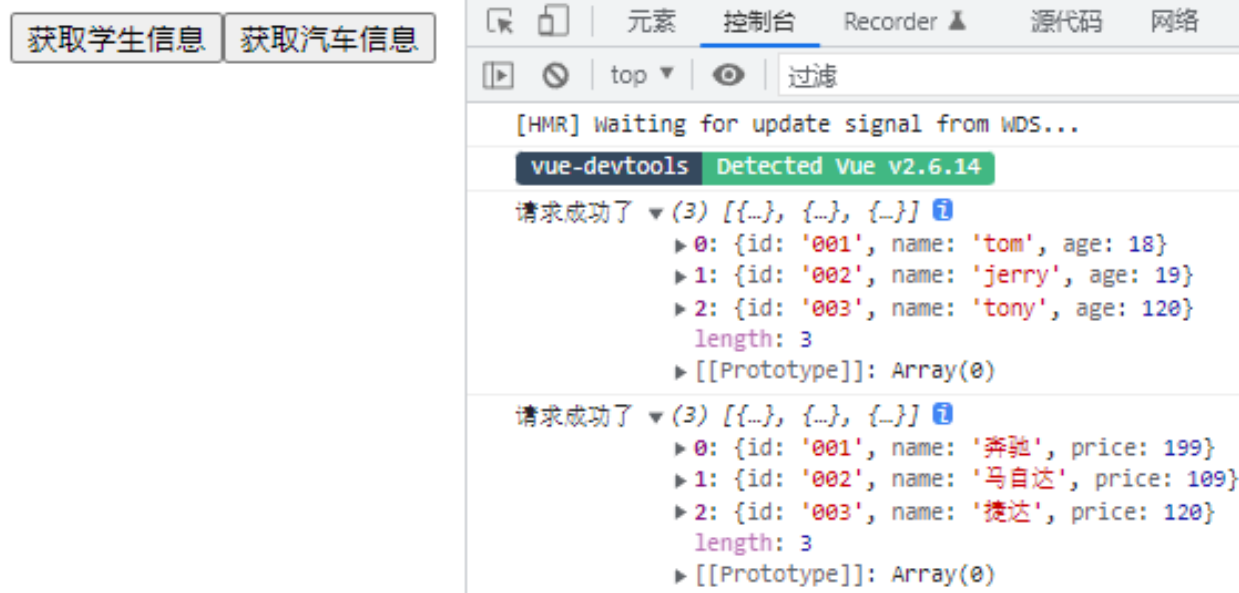 获取学生信息 获取汽车信息
元素 控制台 Recorder 源代码 网络
top 过滤
[HMR] Waiting for update signal from WDS...
vue-devtools Detected Vue v2.6.14
请求成功了 (3) [{…}, {…}, {…}]
0: {id: '001', name: 'tom', age: 18}
1: {id: '002', name: 'jerry', age: 19}
2: {id: '003', name: 'tony', age: 120}
length: 3
[[Prototype]]: Array(0)
请求成功了 (3) [{…}, {…}, {…}]
0: {id: '001', name: '奔驰', price: 199}
1: {id: '002', name: '马自达', price: 109}
2: {id: '003', name: '捷达', price: 120}
length: 3
[[Prototype]]: Array(0)